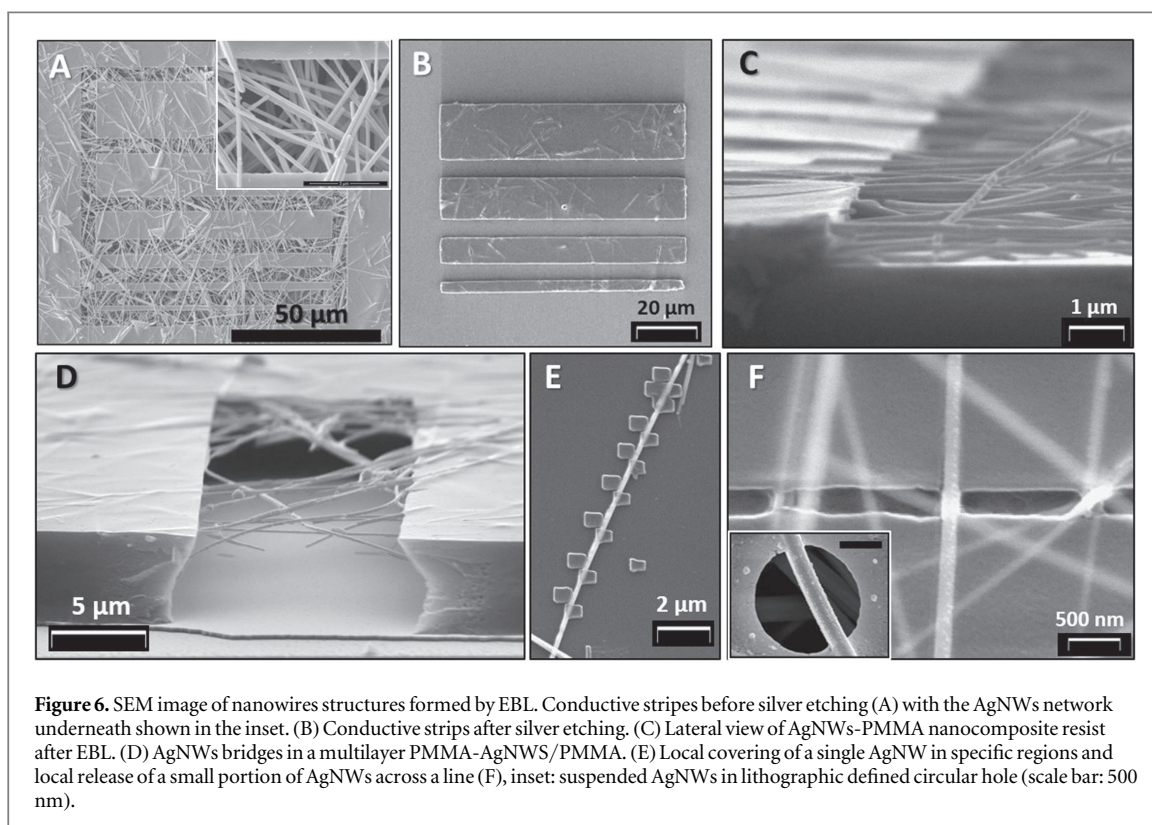 A
50 µm
B
20 µm
C
1 µm
D
5 µm
E
2 µm
F
500 nm
Figure 6. SEM image of nanowires structures formed by EBL. Conductive stripes before silver etching (A) with the AgNWs network
underneath shown in the inset. (B) Conductive strips after silver etching. (C) Lateral view of AgNWs-PMMA nanocomposite resist
after EBL. (D) AgNWs bridges in a multilayer PMMA-AgNWS/PMMA. (E) Local covering of a single AgNW in specific regions and
local release of a small portion of AgNWs across a line (F), inset: suspended AgNWs in lithographic defined circular hole (scale bar: 500
nm).